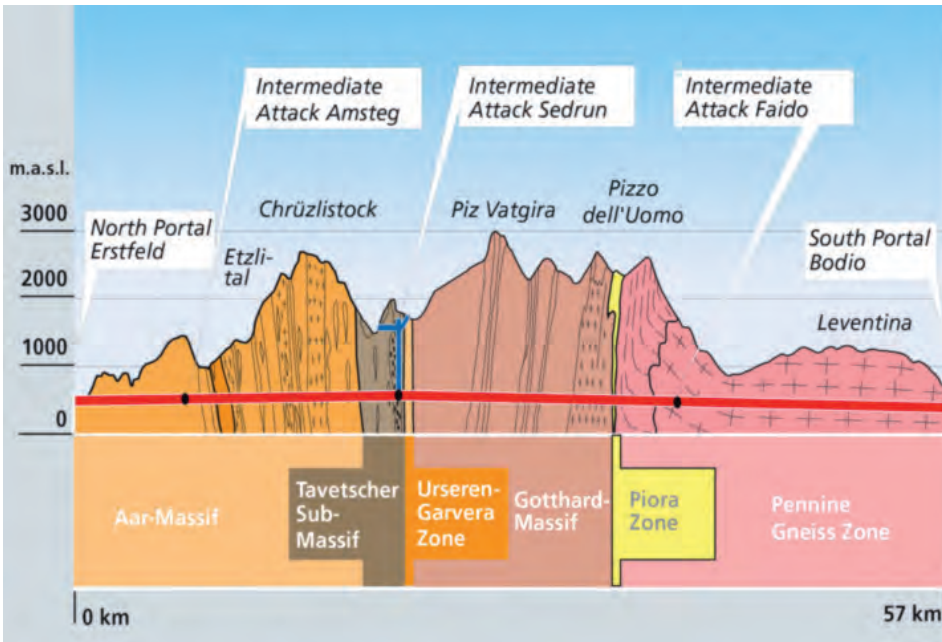 Intermediate
Attack Amsteg
Intermediate
Attack Sedrun
Intermediate
Attack Faido
m.a.s.l.
3000
2000
1000
0
North Portal
Erstfeld
Etzli-
tal
Chrüzlistock
Piz Vatgira
Pizzo
dell'Uomo
South Portal
Bodio
Leventina
Aar-Massif
Tavetscher
Sub-
Massif
Urseren-
Garvera
Zone
Gotthard-
Massif
Piora
Zone
Pennine
Gneiss Zone
0 km
57 km